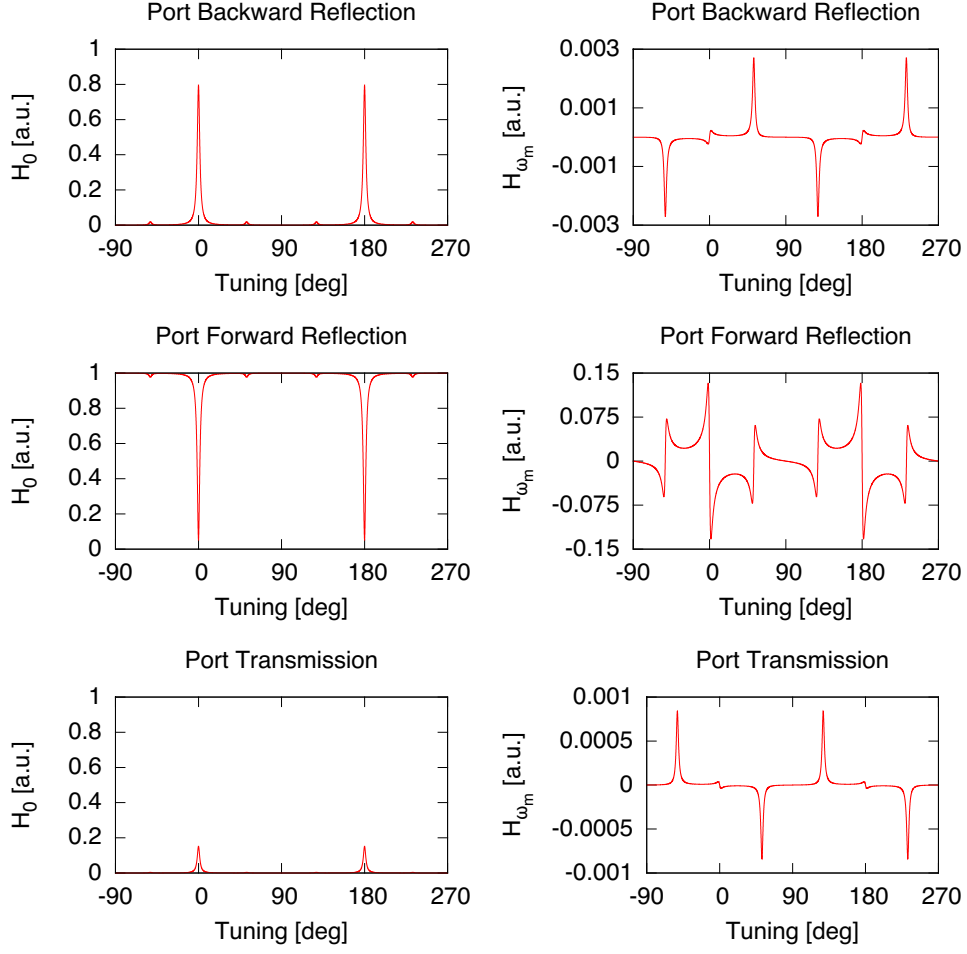 Port Backward Reflection
H_0 [a.u.]
1
0.8
0.6
0.4
0.2
0
-90 0 90 180 270
Tuning [deg]
Port Backward Reflection
H_ω_m [a.u.]
0.003
0.001
-0.001
-0.003
-90 0 90 180 270
Tuning [deg]
Port Forward Reflection
H_0 [a.u.]
1
0.8
0.6
0.4
0.2
0
-90 0 90 180 270
Tuning [deg]
Port Forward Reflection
H_ω_m [a.u.]
0.15
0.075
0
-0.075
-0.15
-90 0 90 180 270
Tuning [deg]
Port Transmission
H_0 [a.u.]
1
0.8
0.6
0.4
0.2
0
-90 0 90 180 270
Tuning [deg]
Port Transmission
H_ω_m [a.u.]
0.001
0.0005
0
-0.0005
-0.001
-90 0 90 180 270
Tuning [deg]